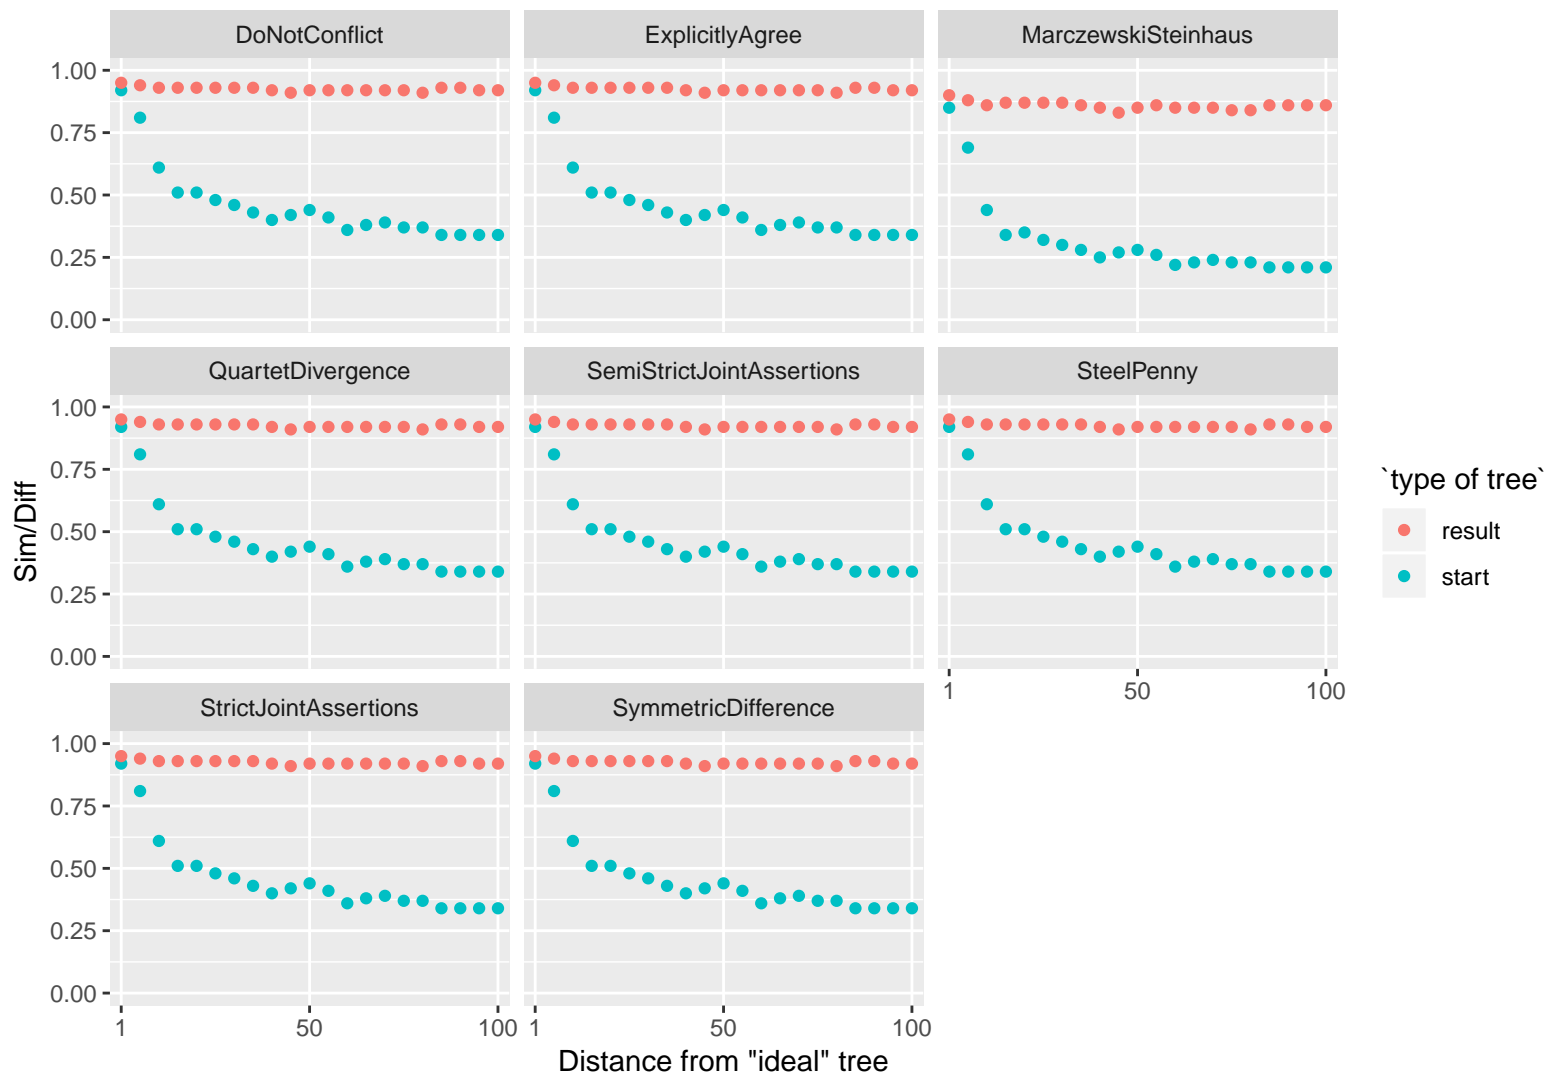 DoNotConflict ExplicitlyAgree MarczewskiSteinhaus
1.00
0.75
0.50
0.25
0.00
QuartetDivergence SemiStrictJointAssertions SteelPenny
1.00
0.75
0.50
0.25
0.00
1 50 100
StrictJointAssertions SymmetricDifference
1.00
0.75
0.50
0.25
0.00
1 50 100 1 50 100
Distance from "ideal" tree
Sim/Diff
`type of tree`
result
start